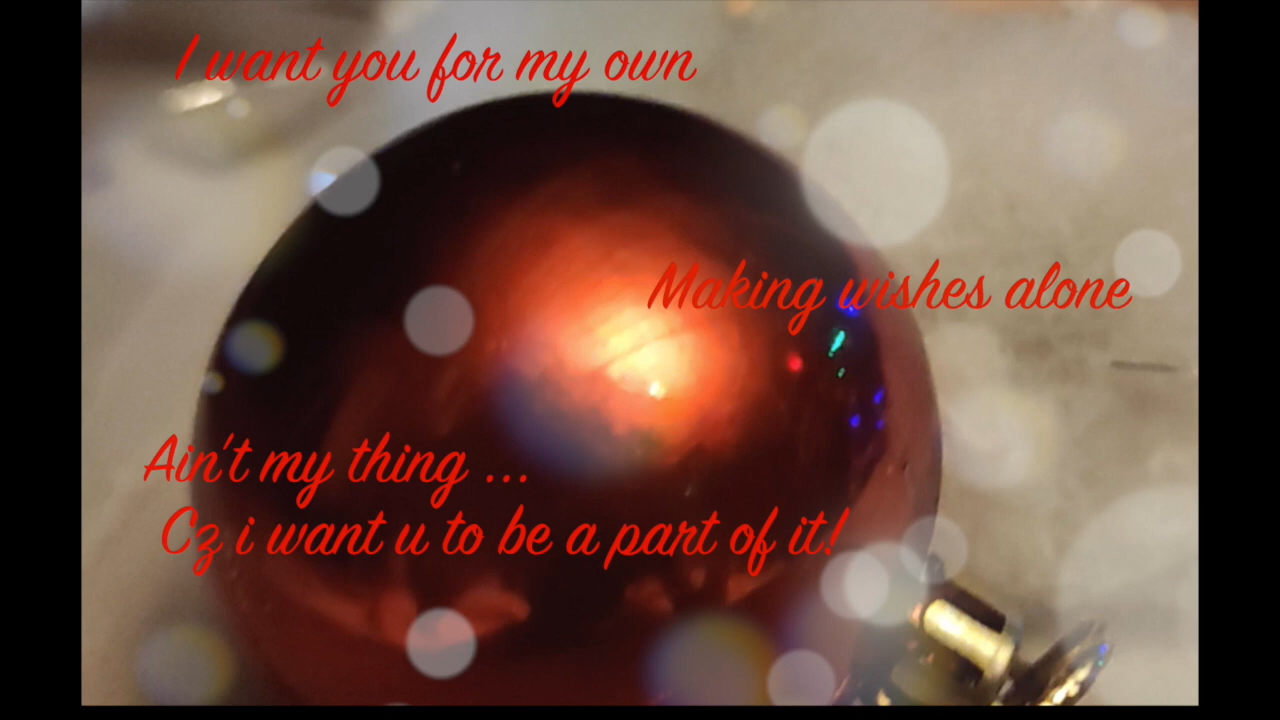 I want you for my own
Making wishes alone
Ain't my thing ...
Cz i want u to be a part of it!